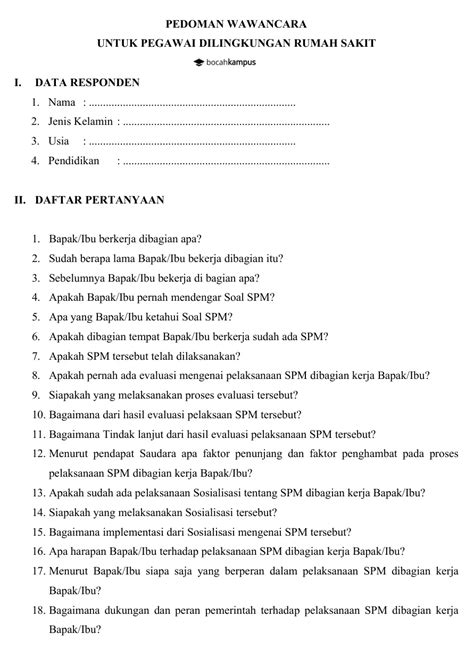 PEDOMAN WAWANCARA
UNTUK PEGAWAI DILINGKUNGAN RUMAH SAKIT
bocahkampus
I. DATA RESPONDEN
1. Nama : ..........................................................................
2. Jenis Kelamin : ..........................................................................
3. Usia : ..........................................................................
4. Pendidikan : ..........................................................................
II. DAFTAR PERTANYAAN
1. Bapak/Ibu berkerja dibagian apa?
2. Sudah berapa lama Bapak/Ibu bekerja dibagian itu?
3. Sebelumnya Bapak/Ibu bekerja di bagian apa?
4. Apakah Bapak/Ibu pernah mendengar Soal SPM?
5. Apa yang Bapak/Ibu ketahui Soal SPM?
6. Apakah dibagian tempat Bapak/Ibu berkerja sudah ada SPM?
7. Apakah SPM tersebut telah dilaksanakan?
8. Apakah pernah ada evaluasi mengenai pelaksanaan SPM dibagian kerja Bapak/Ibu?
9. Siapakah yang melaksanakan proses evaluasi tersebut?
10. Bagaimana dari hasil evaluasi pelaksaan SPM tersebut?
11. Bagaimana Tindak lanjut dari hasil evaluasi pelaksanaan SPM tersebut?
12. Menurut pendapat Saudara apa faktor penunjang dan faktor penghambat pada proses
pelaksanaan SPM dibagian kerja Bapak/Ibu?
13. Apakah sudah ada pelaksanaan Sosialisasi tentang SPM dibagian kerja Bapak/Ibu?
14. Siapakah yang melaksanakan Sosialisasi tersebut?
15. Bagaimana implementasi dari Sosialisasi mengenai SPM tersebut?
16. Apa harapan Bapak/Ibu terhadap pelaksanaan SPM dibagian kerja Bapak/Ibu?
17. Menurut Bapak/Ibu siapa saja yang berperan dalam pelaksanaan SPM dibagian kerja
Bapak/Ibu?
18. Bagaimana dukungan dan peran pemerintah terhadap pelaksanaan SPM dibagian kerja
Bapak/Ibu?